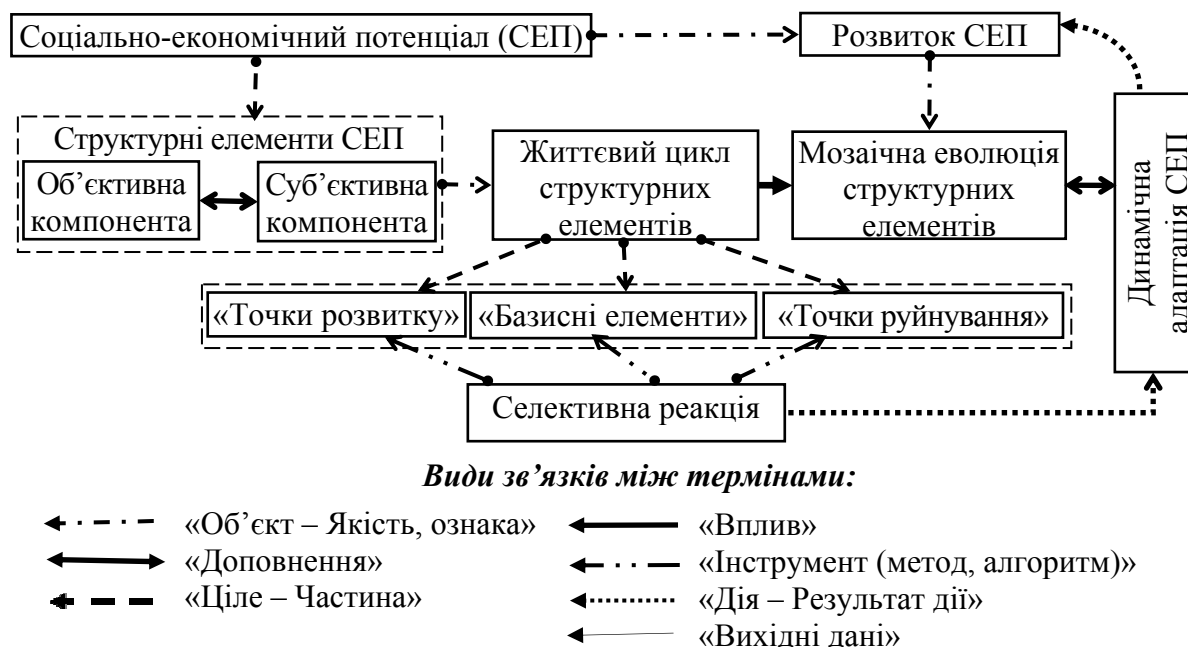 Соціально-економічний потенціал (СЕП)
Розвиток СЕП
Структурні елементи СЕП
Об’єктивна
компонента
Суб’єктивна
компонента
Життєвий цикл
структурних
елементів
Мозаїчна еволюція
структурних
елементів
Динамічна
адаптація СЕП
«Точки розвитку»
«Базисні елементи»
«Точки руйнування»
Селективна реакція
Види зв’язків між термінами:
«Об’єкт – Якість, ознака»
«Доповнення»
«Ціле – Частина»
«Вплив»
«Інструмент (метод, алгоритм)»
«Дія – Результат дії»
«Вихідні дані»